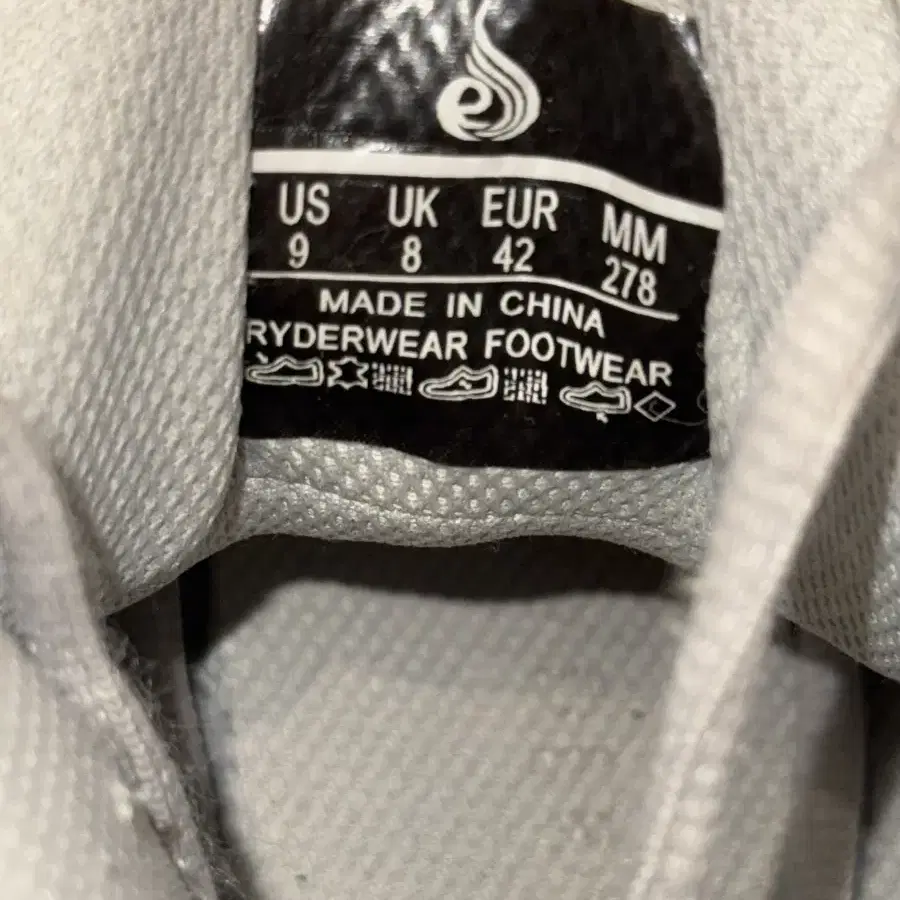 US UK EUR MM
9 8 42 278
MADE IN CHINA
RYDERWEAR FOOTWEAR